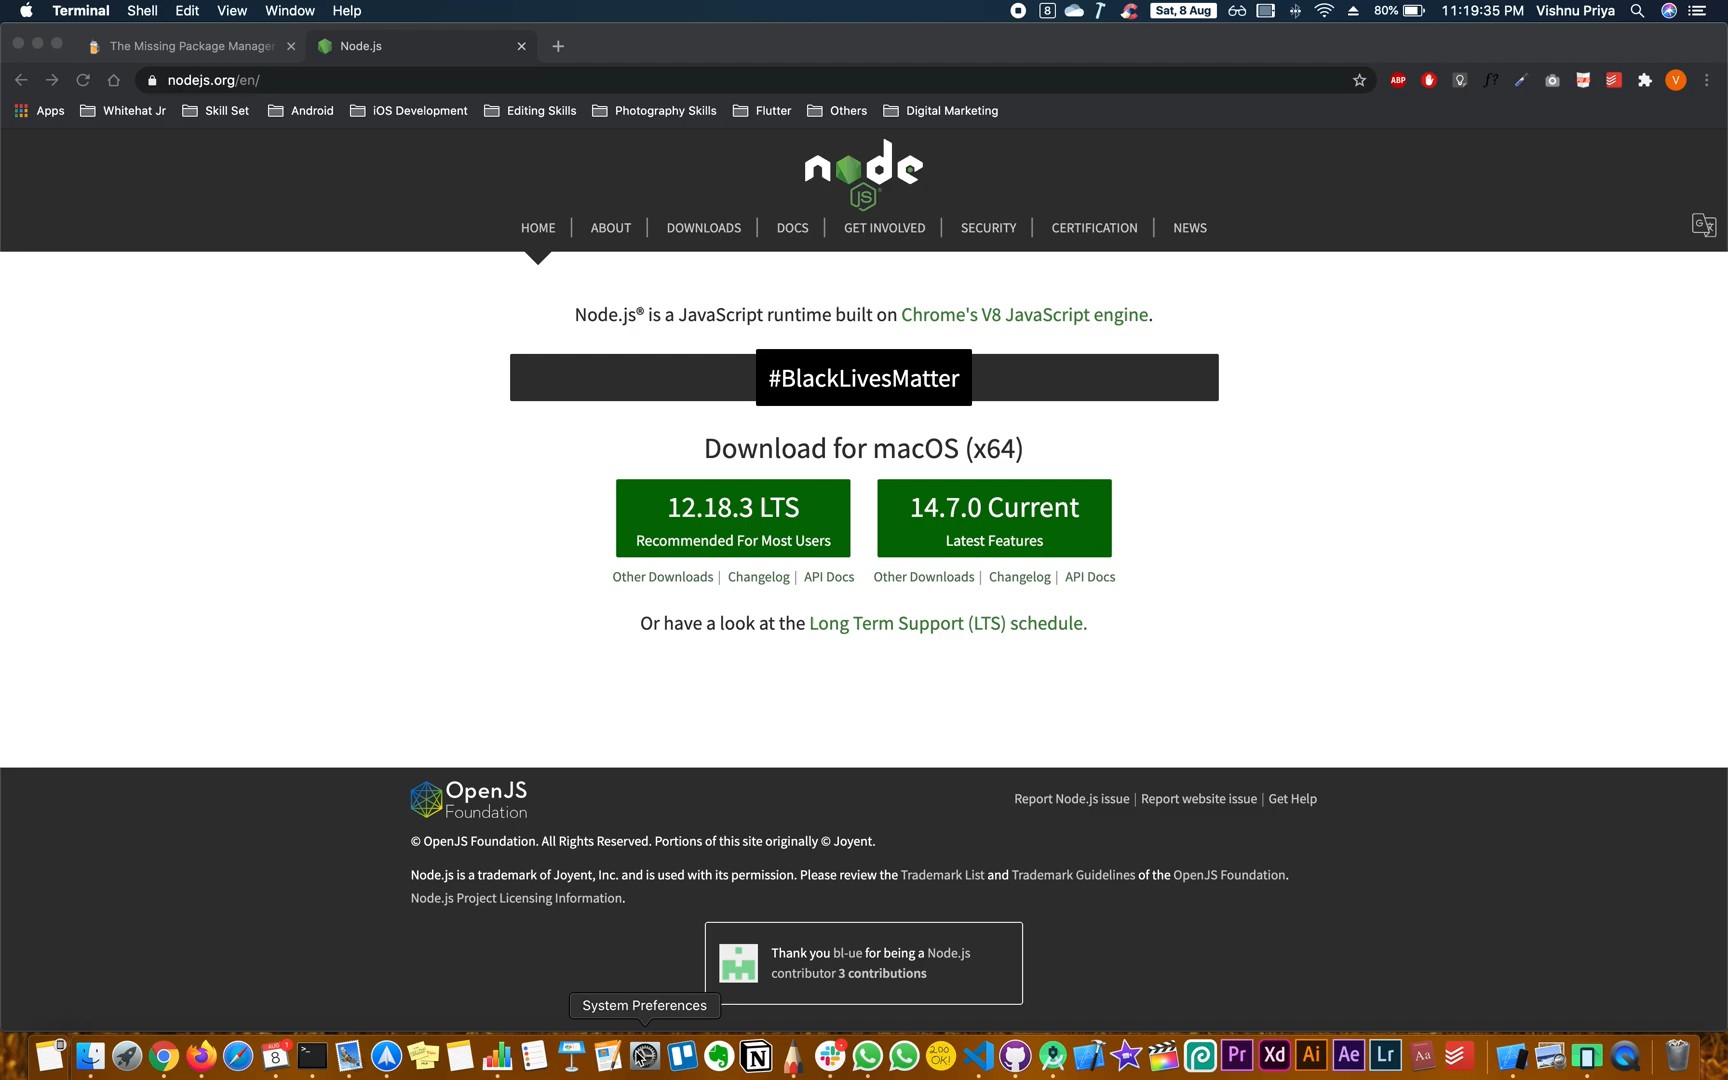 Terminal Shell Edit View Window Help 8 Sat, 8 Aug 80% 11:19:35 PM Vishnu Priya
The Missing Package Manager Node.js
nodejs.org/en/ ABP f? V
Apps Whitehat Jr Skill Set Android iOS Development Editing Skills Photography Skills Flutter Others Digital Marketing
node
JS
HOME ABOUT DOWNLOADS DOCS GET INVOLVED SECURITY CERTIFICATION NEWS
Node.js® is a JavaScript runtime built on Chrome's V8 JavaScript engine.
#BlackLivesMatter
Download for macOS (x64)
12.18.3 LTS 14.7.0 Current
Recommended For Most Users Latest Features
Other Downloads | Changelog | API Docs Other Downloads | Changelog | API Docs
Or have a look at the Long Term Support (LTS) schedule.
OpenJS
Foundation
Report Node.js issue | Report website issue | Get Help
© OpenJS Foundation. All Rights Reserved. Portions of this site originally © Joyent.
Node.js is a trademark of Joyent, Inc. and is used with its permission. Please review the Trademark List and Trademark Guidelines of the OpenJS Foundation.
Node.js Project Licensing Information.
Thank you bl-ue for being a Node.js
contributor 3 contributions
System Preferences
AUG 8 1 2:00 OK! Pr Xd Ai Ae Lr Aa